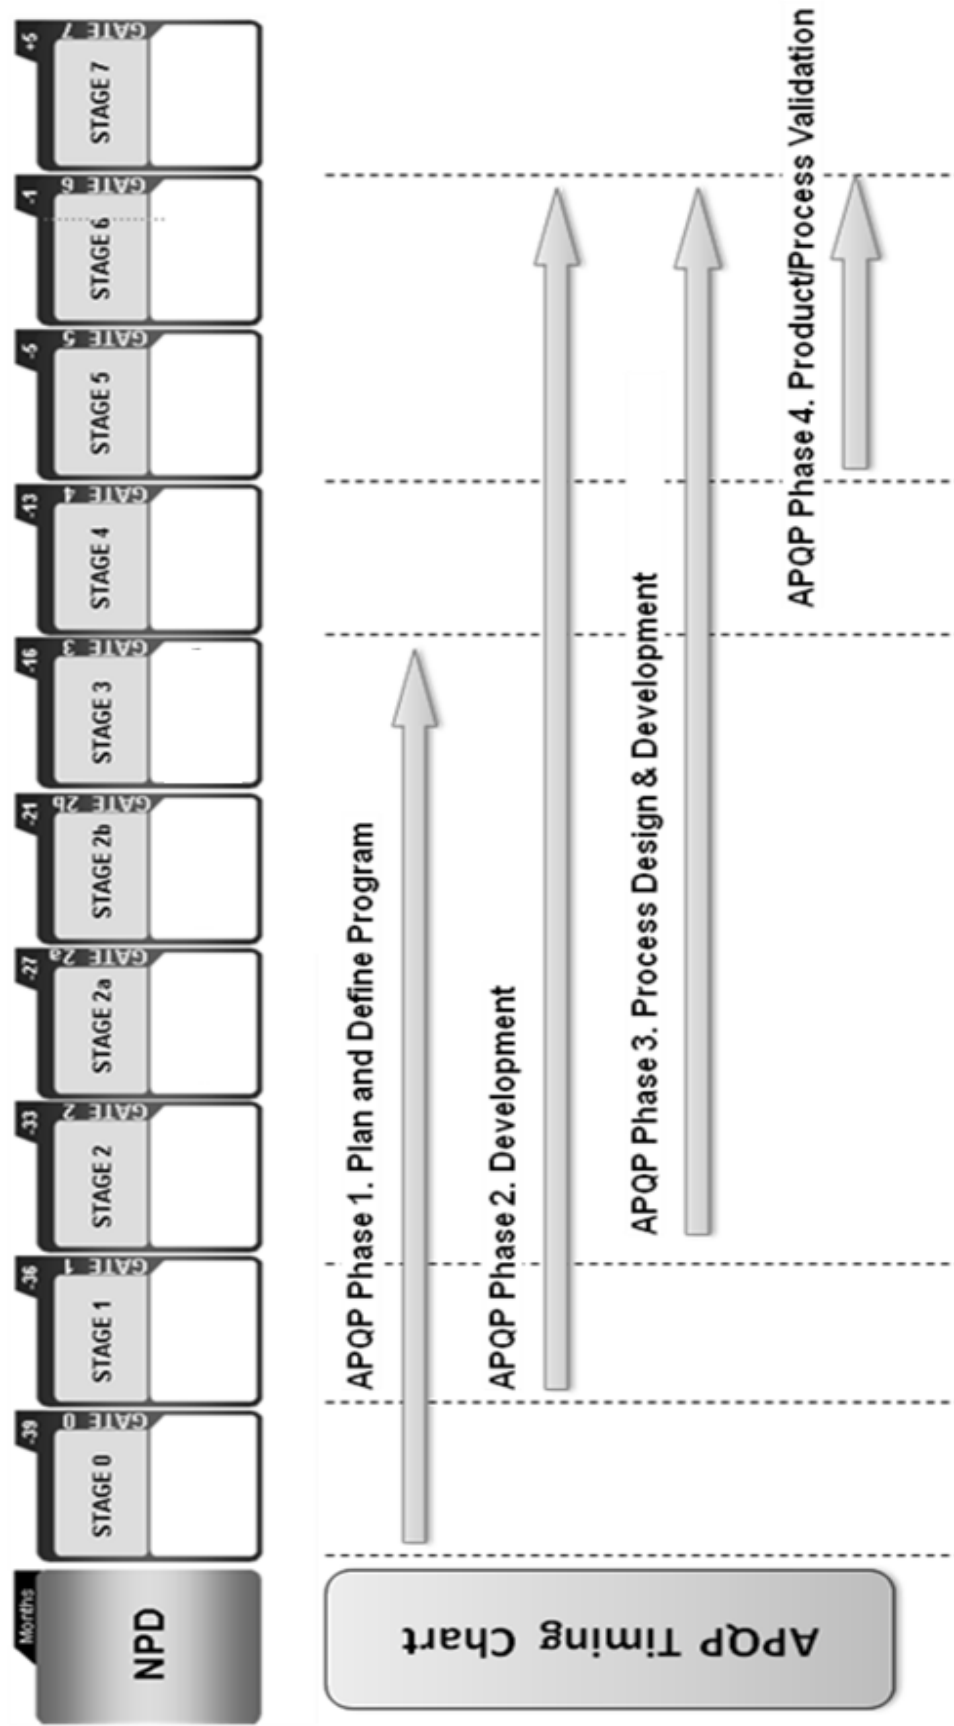 Months
-39
-36
-33
-27
-21
-16
-13
-5
-1
+5
NPD
STAGE 0
GATE 0
STAGE 1
GATE 1
STAGE 2
GATE 2
STAGE 2a
GATE 2a
STAGE 2b
GATE 2b
STAGE 3
GATE 3
STAGE 4
GATE 4
STAGE 5
GATE 5
STAGE 6
GATE 6
STAGE 7
GATE 7
APQP Timing Chart
APQP Phase 1. Plan and Define Program
APQP Phase 2. Development
APQP Phase 3. Process Design & Development
APQP Phase 4. Product/Process Validation